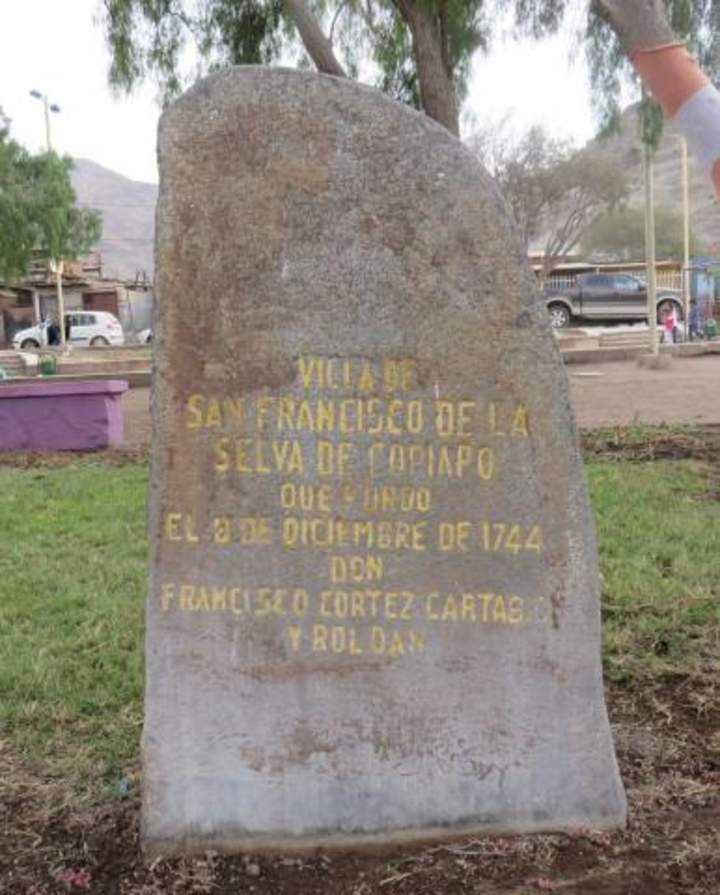 VILLA DE
SAN FRANCISCO DE LA
SELVA DE COPIAPO
QUE FUNDO
EL 8 DE DICIEMBRE DE 1744
DON
FRANCISCO CORTEZ CARTABIO
Y ROLDAN